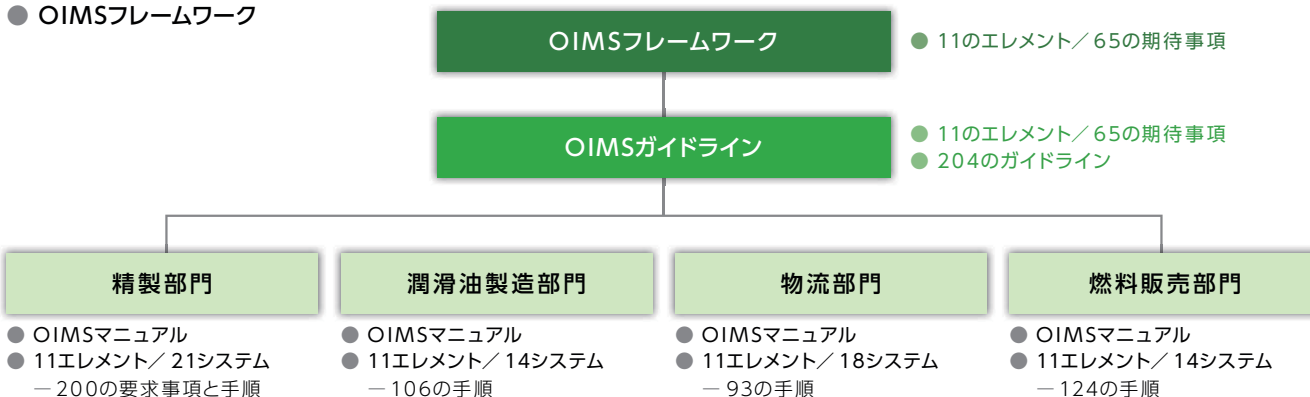 ● OIMSフレームワーク
OIMSフレームワーク
● 11のエレメント／65の期待事項
OIMSガイドライン
● 11のエレメント／65の期待事項
● 204のガイドライン
精製部門
● OIMSマニュアル
● 11エレメント／21システム
—200の要求事項と手順
潤滑油製造部門
● OIMSマニュアル
● 11エレメント／14システム
—106の手順
物流部門
● OIMSマニュアル
● 11エレメント／18システム
—93の手順
燃料販売部門
● OIMSマニュアル
● 11エレメント／14システム
—124の手順